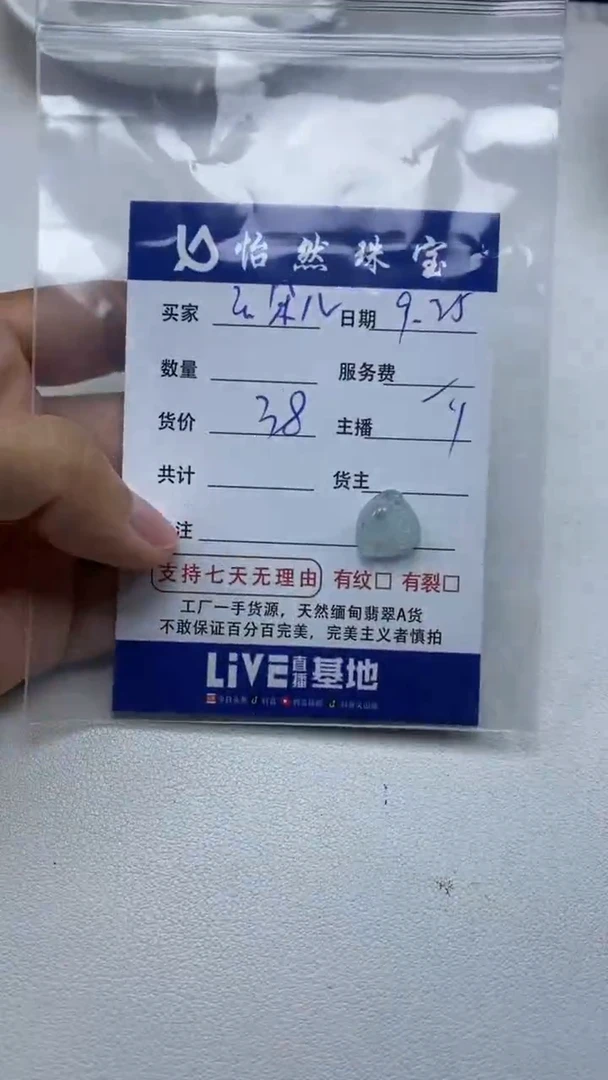 怡然珠宝
买家 日期 9.25
数量 服务费
货价 38 主播
共计 货主
注
支持七天无理由 有纹□ 有裂□
工厂一手货源，天然缅甸翡翠A货
不敢保证百分百完美，完美主义者慎拍
LiVE直播基地